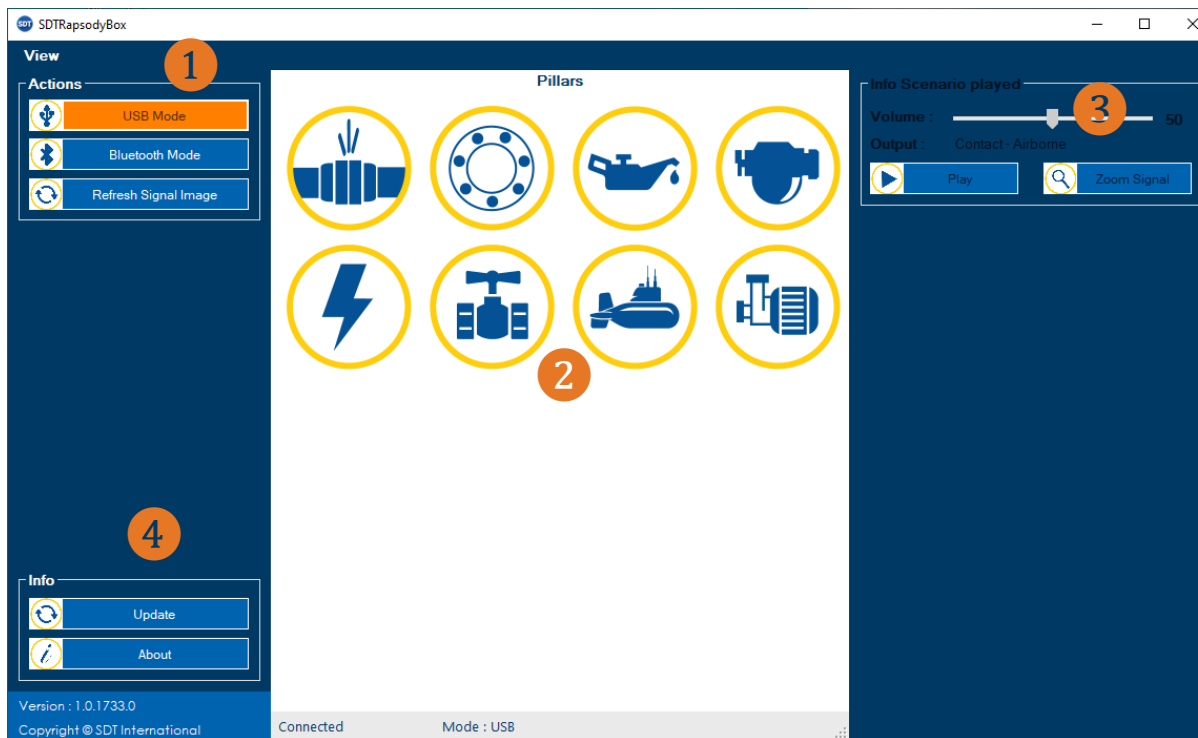 SDT SDTRapsodyBox
View
1
Actions
USB Mode
Bluetooth Mode
Refresh Signal Image
Pillars
2
Info Scenario played
3
Volume : 50
Output : Contact - Airborne
Play Zoom Signal
4
Info
Update
i About
Version : 1.0.1733.0
Copyright © SDT International
Connected Mode : USB